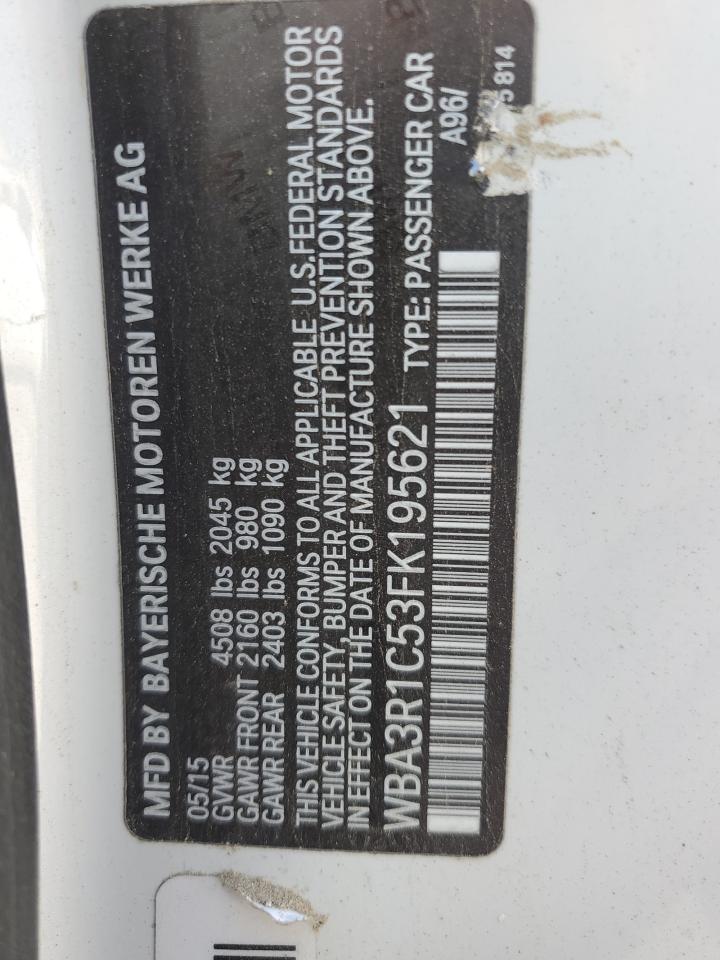 MFD BY BAYERISCHE MOTOREN WERKE AG
05/15
GVWR 4508 lbs 2045 kg
GAWR FRONT 2160 lbs 980 kg
GAWR REAR 2403 lbs 1090 kg
THIS VEHICLE CONFORMS TO ALL APPLICABLE U.S.FEDERAL MOTOR
VEHICLE SAFETY, BUMPER AND THEFT PREVENTION STANDARDS
IN EFFECT ON THE DATE OF MANUFACTURE SHOWN ABOVE.
WBA3R1C53FK195621 TYPE: PASSENGER CAR
A96/
5814